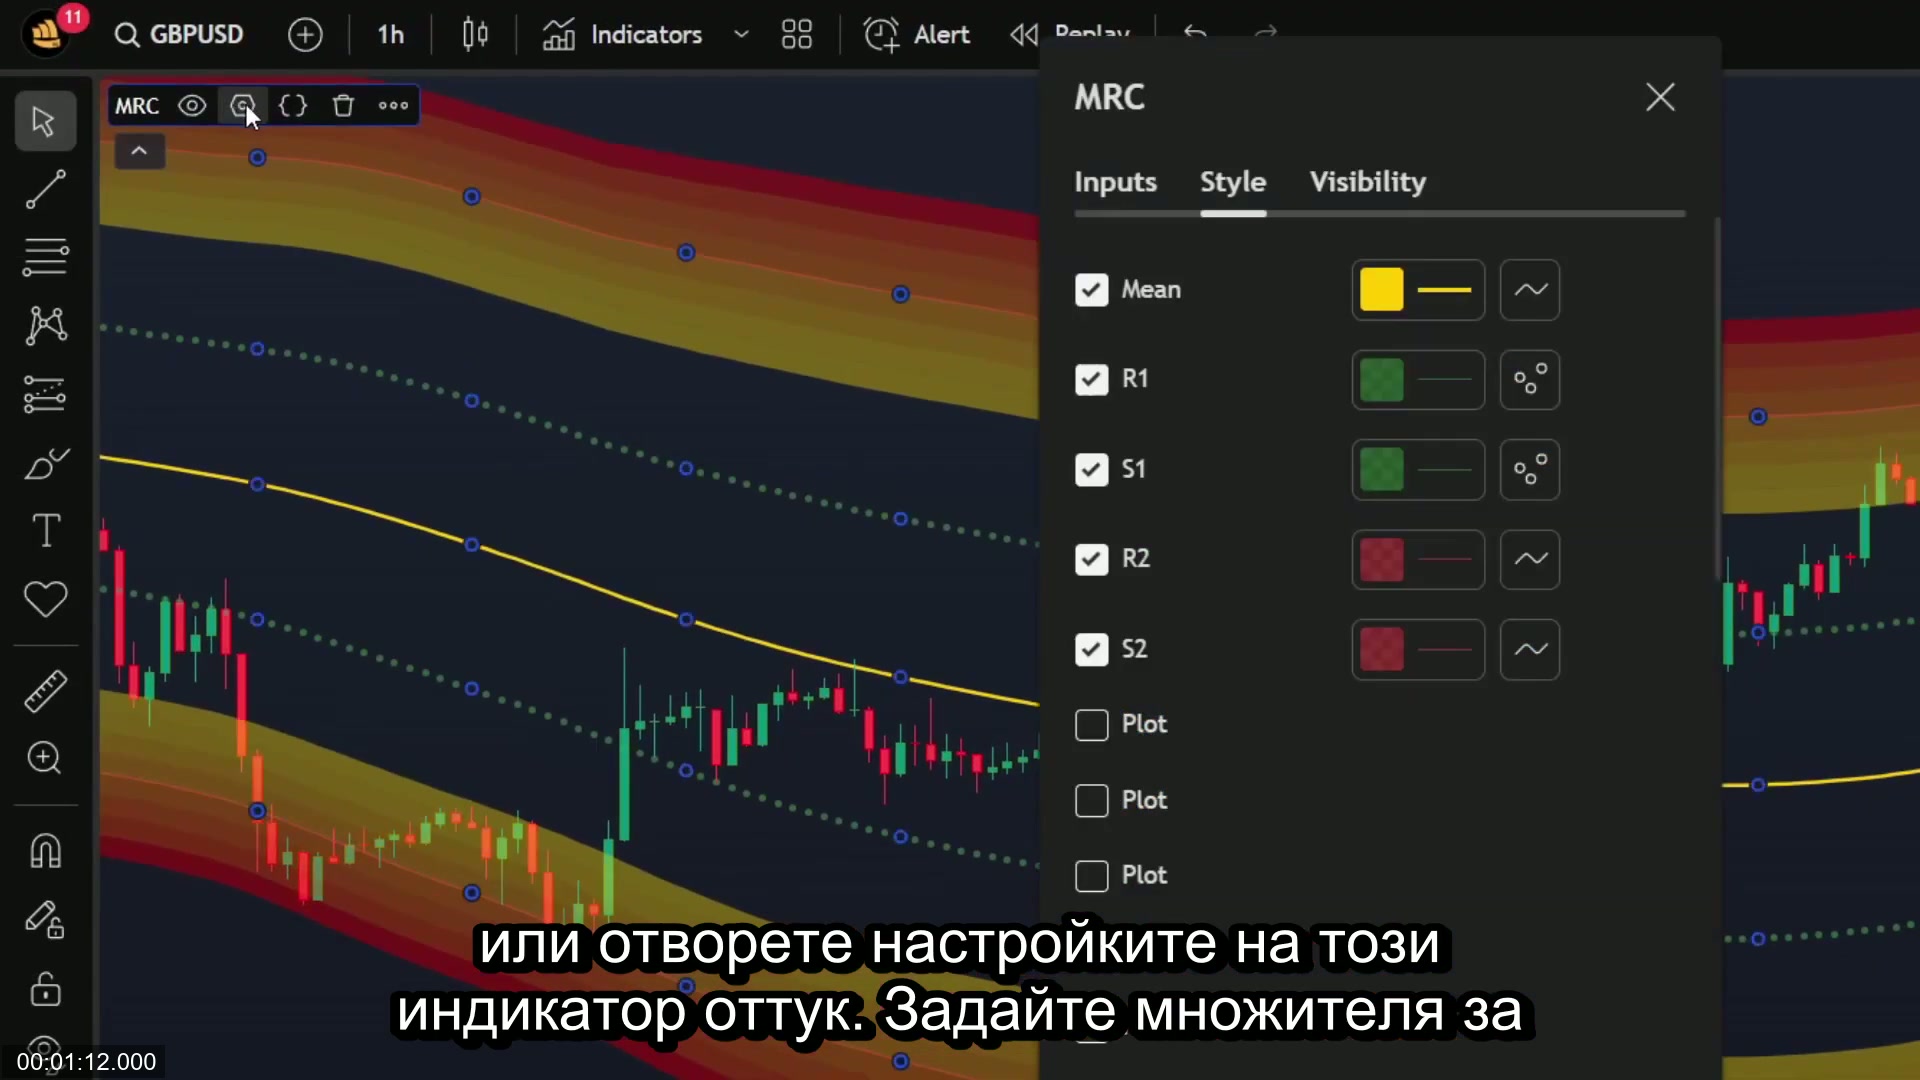 11
GBPUSD
1h
Indicators
Alert
Replay
MRC
MRC
Inputs
Style
Visibility
Mean
R1
S1
R2
S2
Plot
Plot
Plot
или отворете настройките на този
индикатор оттук. Задайте множителя за
00:01:12.000